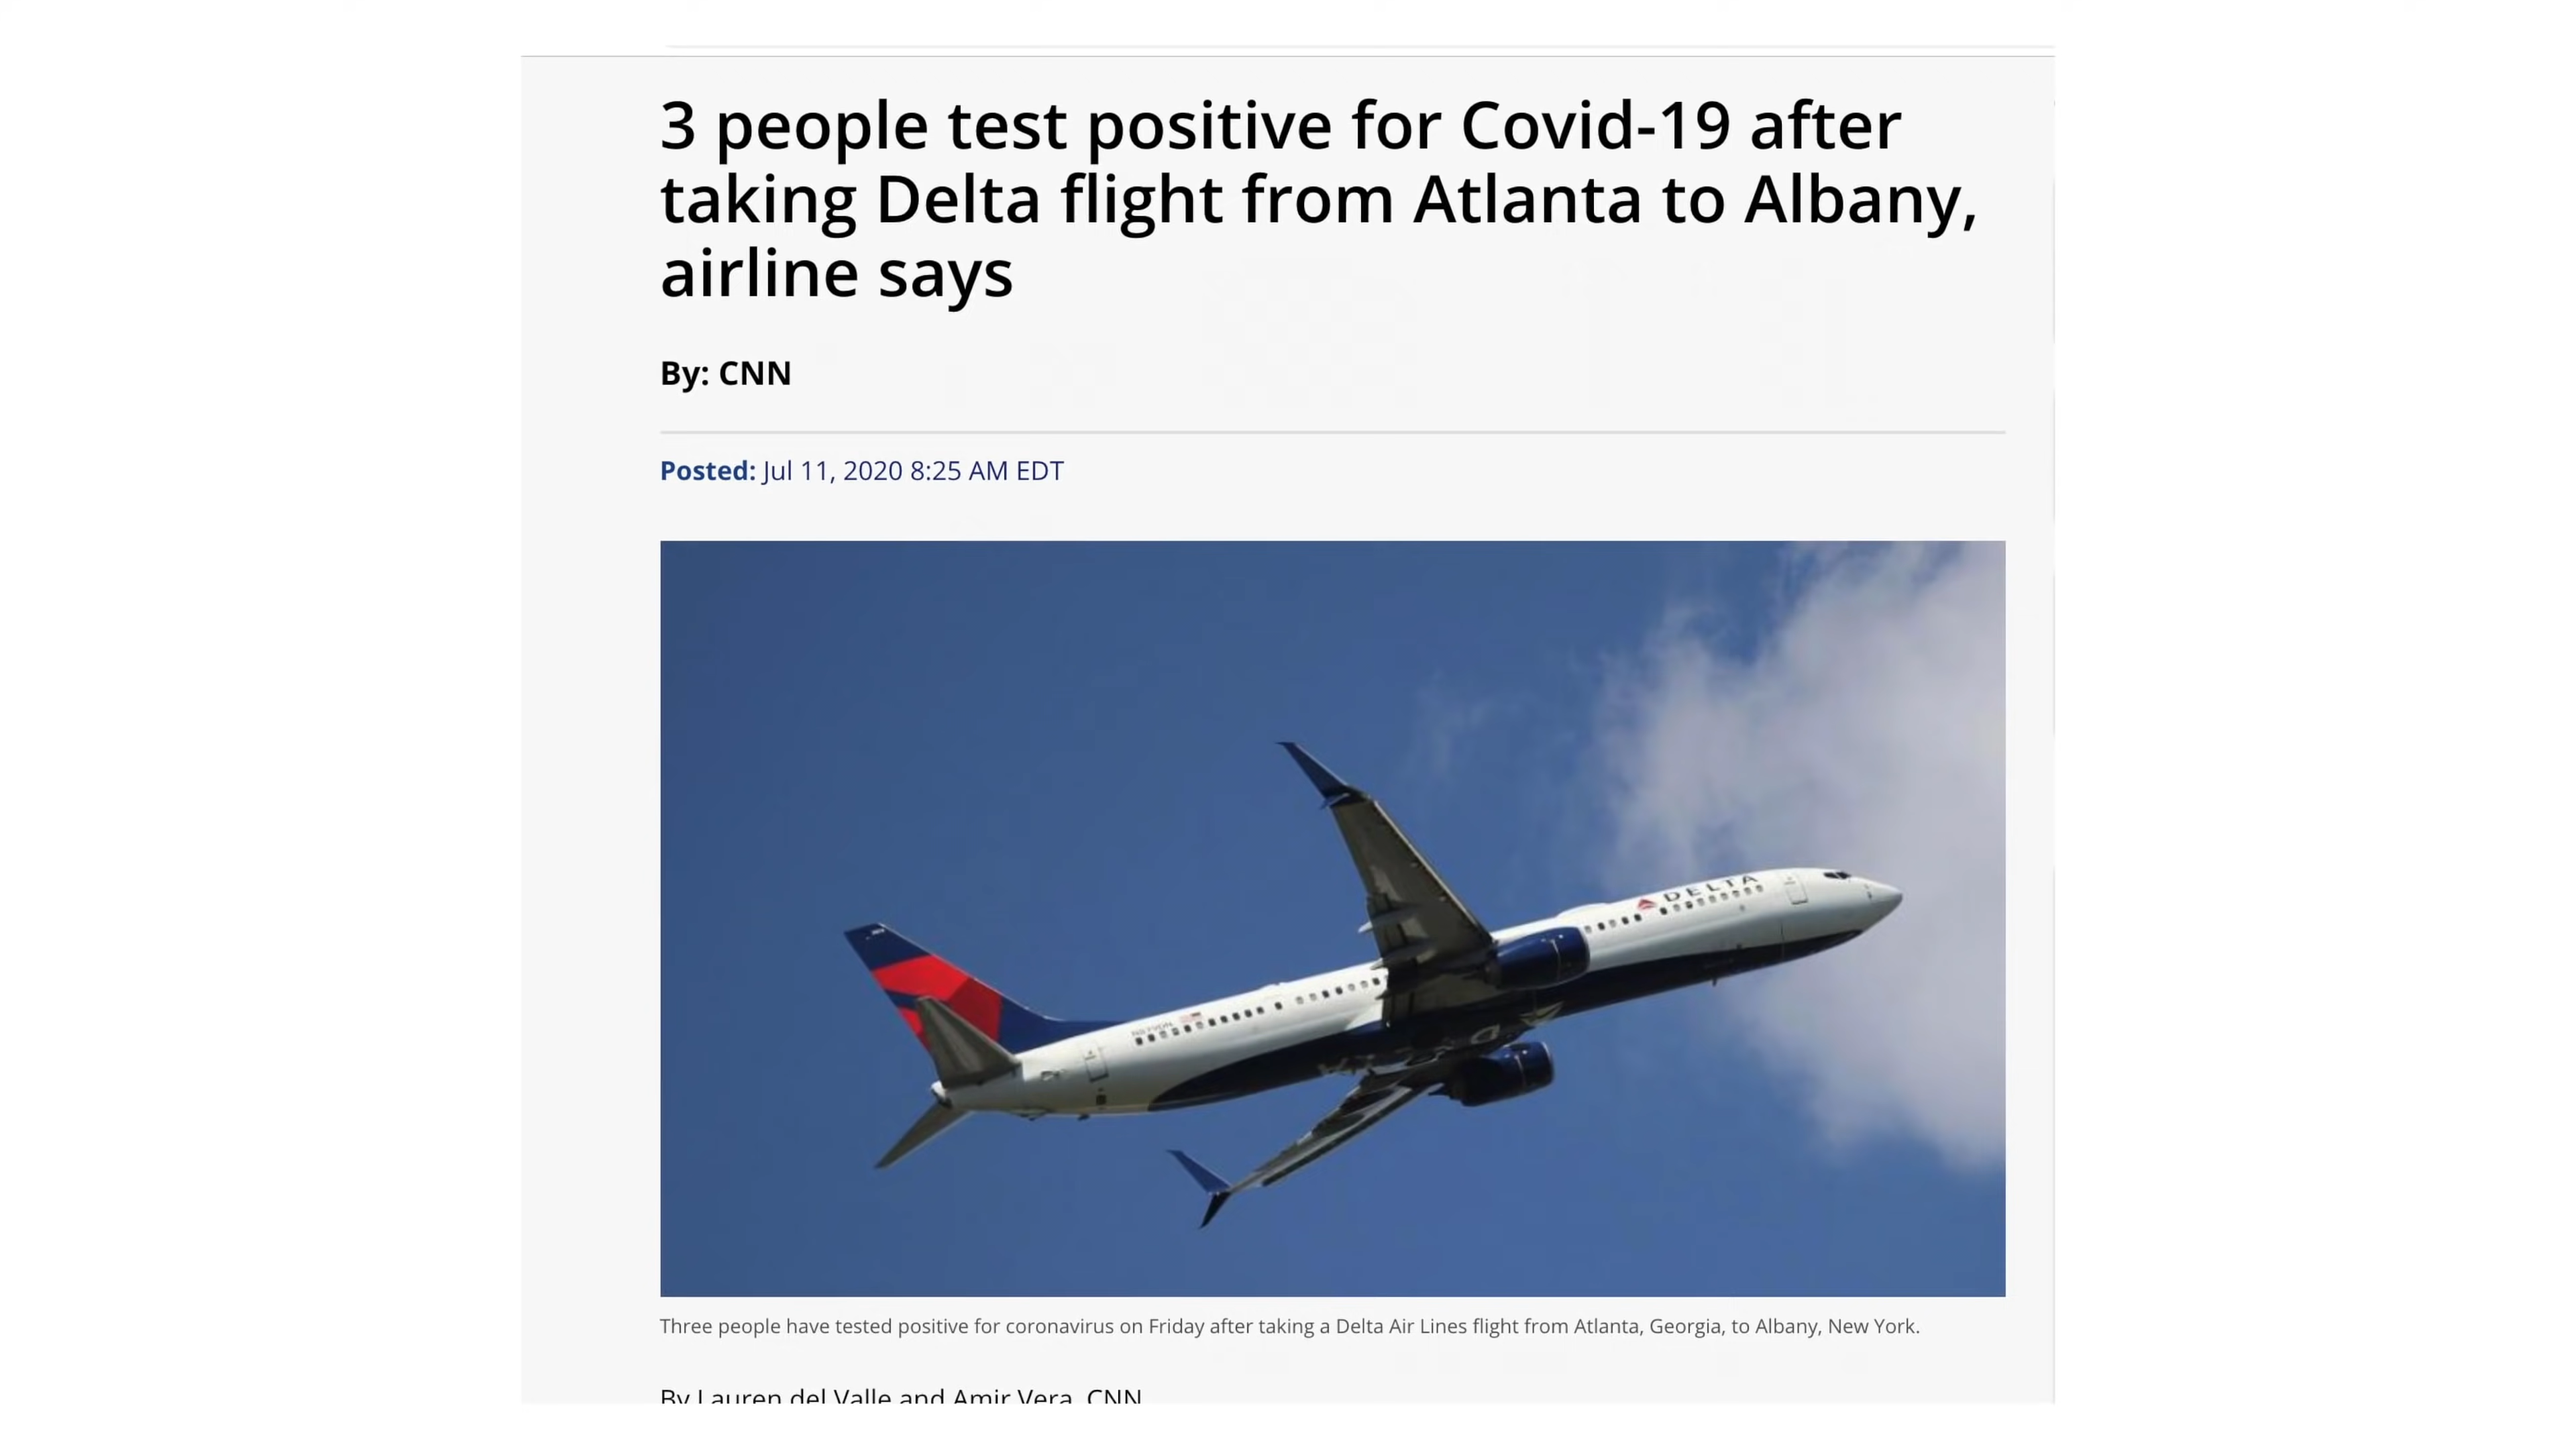 3 people test positive for Covid-19 after
taking Delta flight from Atlanta to Albany,
airline says
By: CNN
Posted: Jul 11, 2020 8:25 AM EDT
DELTA
Three people have tested positive for coronavirus on Friday after taking a Delta Air Lines flight from Atlanta, Georgia, to Albany, New York.
By Lauren del Valle and Amir Vera, CNN